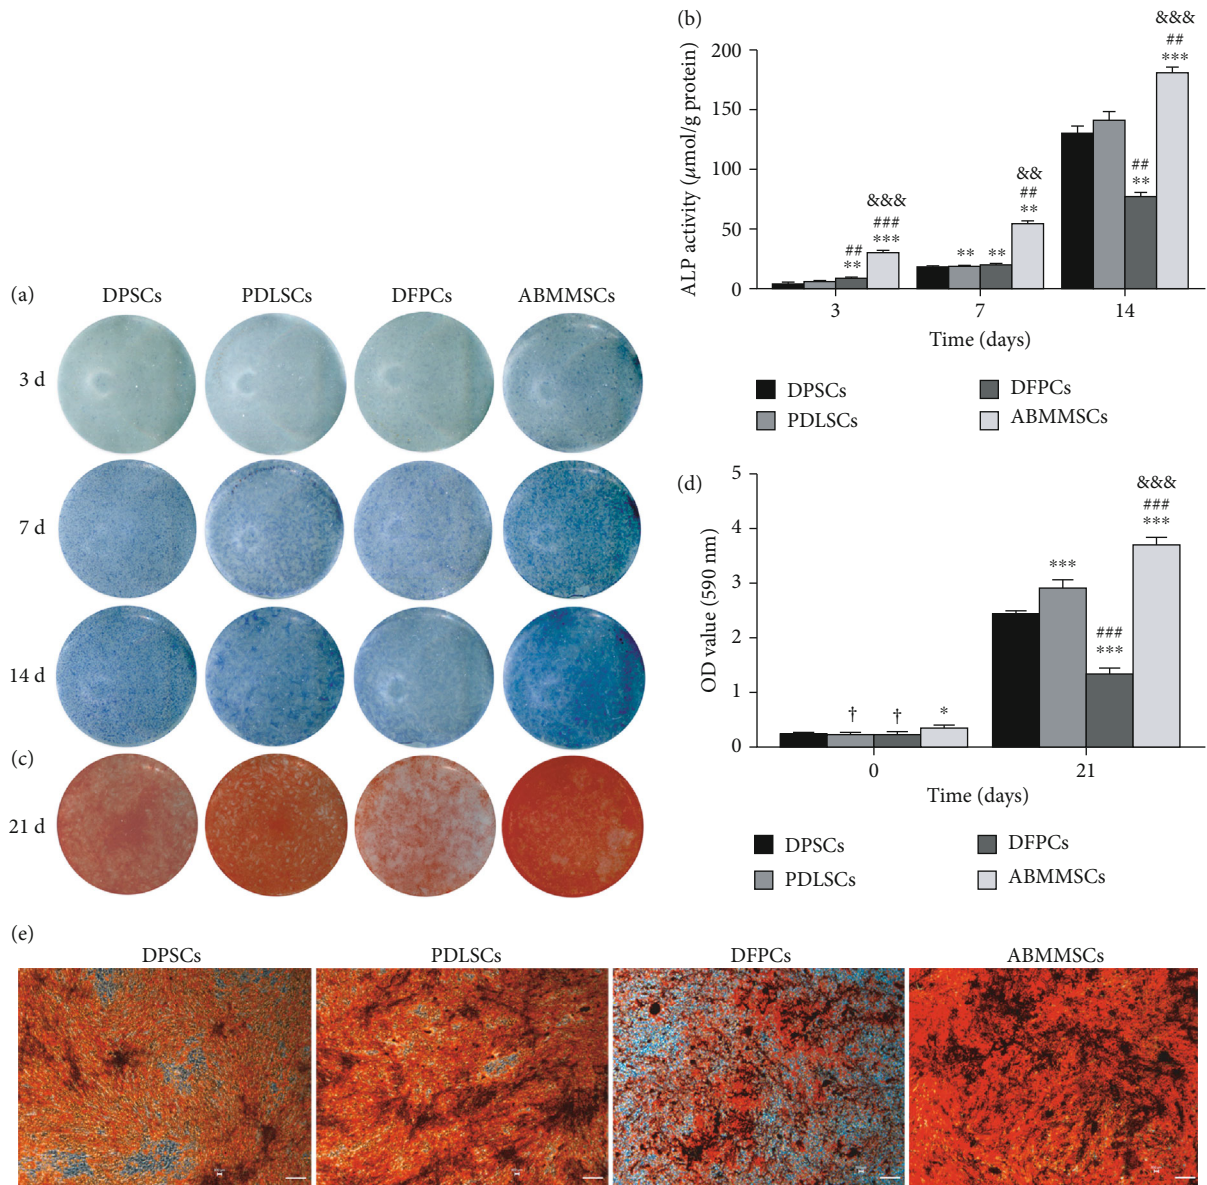 (a)
DPSCs PDLSCs DFPCs ABMMSCs
3 d
7 d
14 d
(c)
21 d
(b)
ALP activity (μmol/g protein)
200
150
100
50
0
##
**
&&&
###
***
** **
&&
##
**
##
**
&&&
##
***
3 7 14
Time (days)
DPSCs DFPCs
PDLSCs ABMMSCs
(d)
OD value (590 nm)
5
4
3
2
1
0
† † *
***
###
***
&&&
###
***
0 21
Time (days)
DPSCs DFPCs
PDLSCs ABMMSCs
(e)
DPSCs PDLSCs DFPCs ABMMSCs